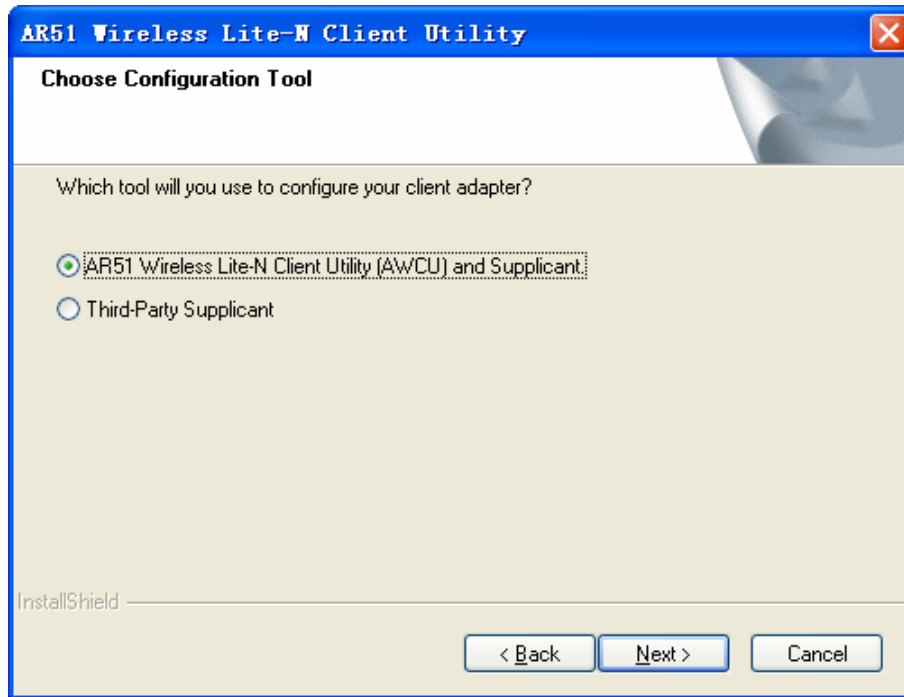 AR51 Wireless Lite-N Client Utility
Choose Configuration Tool
Which tool will you use to configure your client adapter?
AR51 Wireless Lite-N Client Utility (AWCU) and Supplicant.
Third-Party Supplicant
InstallShield
< Back Next > Cancel